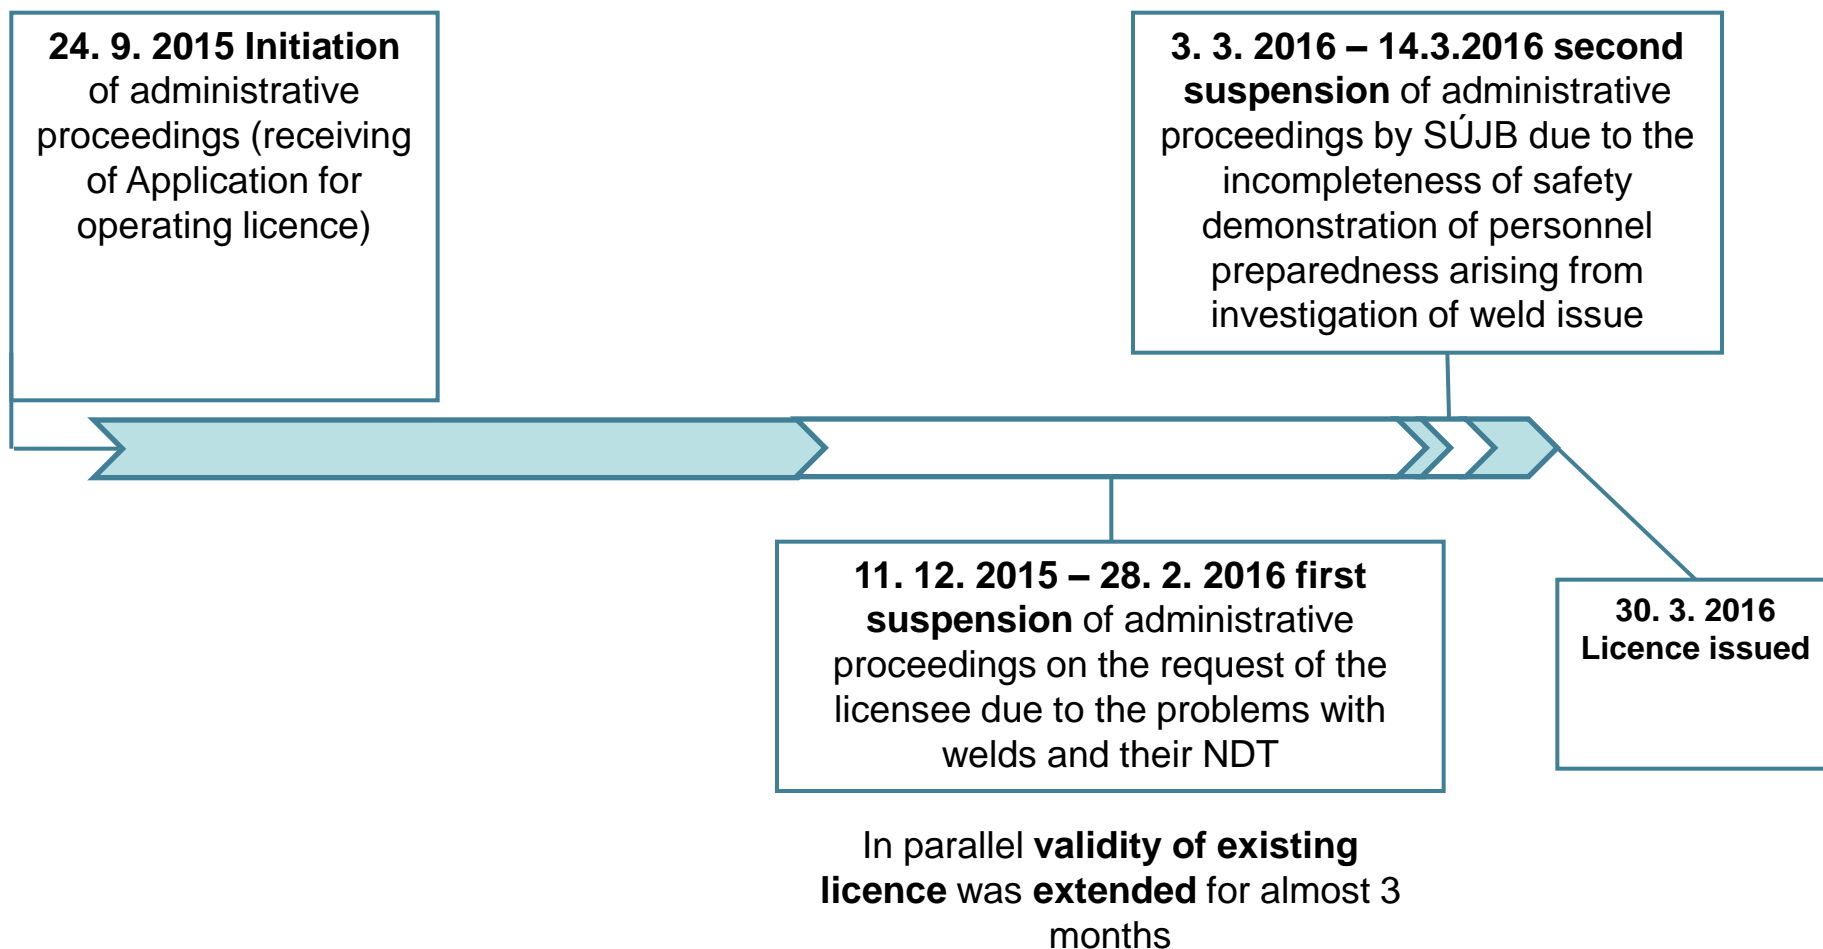 24. 9. 2015 Initiation
of administrative
proceedings (receiving
of Application for
operating licence)
3. 3. 2016 – 14.3.2016 second
suspension of administrative
proceedings by SÚJB due to the
incompleteness of safety
demonstration of personnel
preparedness arising from
investigation of weld issue
11. 12. 2015 – 28. 2. 2016 first
suspension of administrative
proceedings on the request of the
licensee due to the problems with
welds and their NDT
30. 3. 2016
Licence issued
In parallel validity of existing
licence was extended for almost 3
months